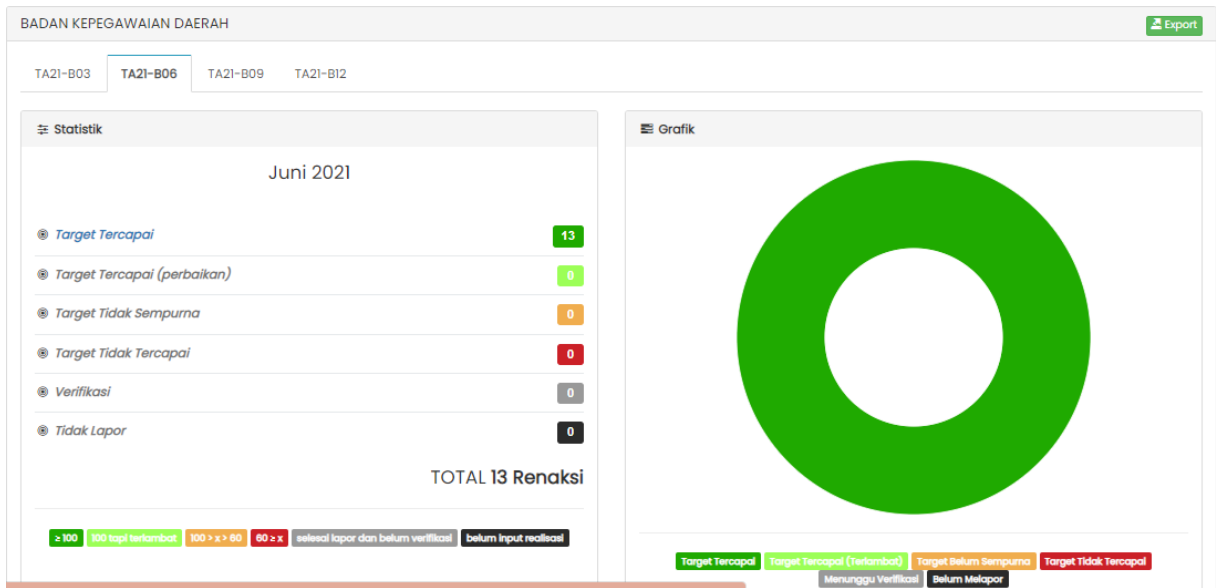 BADAN KEPEGAWAIAN DAERAH
Export
TA21-B03 TA21-B06 TA21-B09 TA21-B12
Statistik
Juni 2021
Target Tercapai 13
Target Tercapai (perbaikan) 0
Target Tidak Sempurna 0
Target Tidak Tercapai 0
Verifikasi 0
Tidak Lapor 0
TOTAL 13 Renaksi
≥ 100 100 tapi terlambat 100 > x > 60 60 ≥ x selesai lapor dan belum verifikasi belum input realisasi
Grafik
Target Tercapai Target Tercapai (Terlambat) Target Belum Sempurna Target Tidak Tercapai
Menunggu Verifikasi Belum Melapor